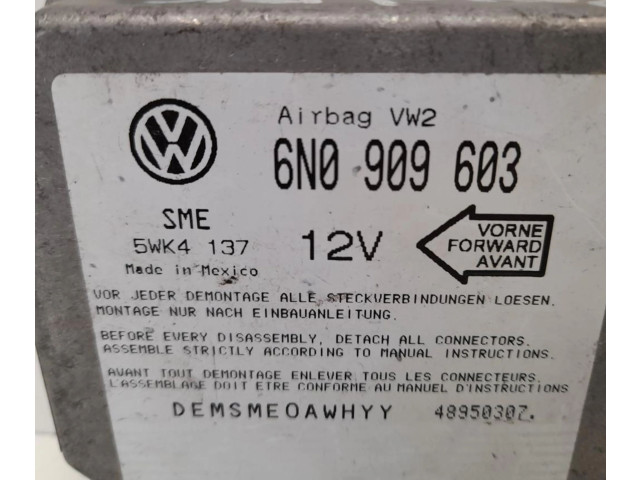 Airbag VW2
6N0 909 603
SME
5WK4 137
Made in Mexico
12V
VORNE
FORWARD
AVANT
VOR JEDER DEMONTAGE ALLE STECKVERBINDUNGEN LOESEN.
MONTAGE NUR NACH EINBAUANLEITUNG.
BEFORE EVERY DISASSEMBLY, DETACH ALL CONNECTORS.
ASSEMBLE STRICTLY ACCORDING TO MANUAL INSTRUCTIONS.
AVANT TOUT DEMONTAGE ENLEVER TOUS LES CONNECTEURS.
L'ASSEMBLAGE DOIT ETRE CONFORME AU MANUEL D'INSTRUCTIONS
DEMSMEOAWHYY 48950307.